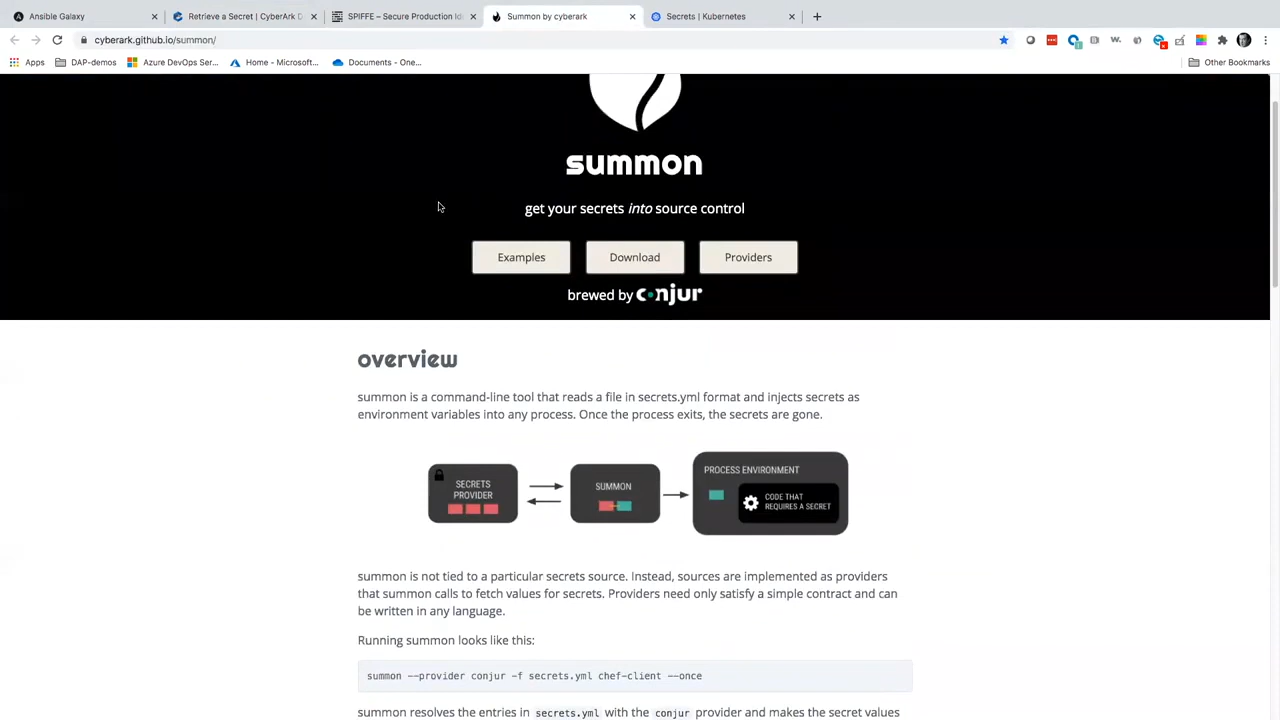 Ansible Galaxy
Retrieve a Secret | CyberArk D
SPIFFE – Secure Production Id
Summon by cyberark
Secrets | Kubernetes
cyberark.github.io/summon/
Apps
DAP-demos
Azure DevOps Ser...
Home - Microsoft...
Documents - One...
Other Bookmarks
summon
get your secrets into source control
Examples
Download
Providers
brewed by conjur
overview
summon is a command-line tool that reads a file in secrets.yml format and injects secrets as
environment variables into any process. Once the process exits, the secrets are gone.
SECRETS
PROVIDER
SUMMON
PROCESS ENVIRONMENT
CODE THAT
REQUIRES A SECRET
summon is not tied to a particular secrets source. Instead, sources are implemented as providers
that summon calls to fetch values for secrets. Providers need only satisfy a simple contract and can
be written in any language.
Running summon looks like this:
summon --provider conjur -f secrets.yml chef-client --once
summon resolves the entries in secrets.yml with the conjur provider and makes the secret values